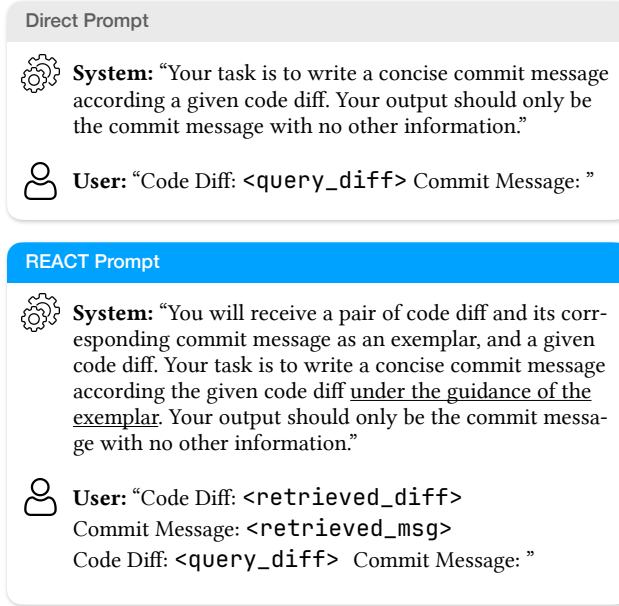 Direct Prompt
System: “Your task is to write a concise commit message
according a given code diff. Your output should only be
the commit message with no other information.”
User: “Code Diff: <query_diff> Commit Message: ”
REACT Prompt
System: “You will receive a pair of code diff and its corr-
esponding commit message as an exemplar, and a given
code diff. Your task is to write a concise commit message
according the given code diff under the guidance of the
exemplar. Your output should only be the commit messa-
ge with no other information.”
User: “Code Diff: <retrieved_diff>
Commit Message: <retrieved_msg>
Code Diff: <query_diff> Commit Message: ”